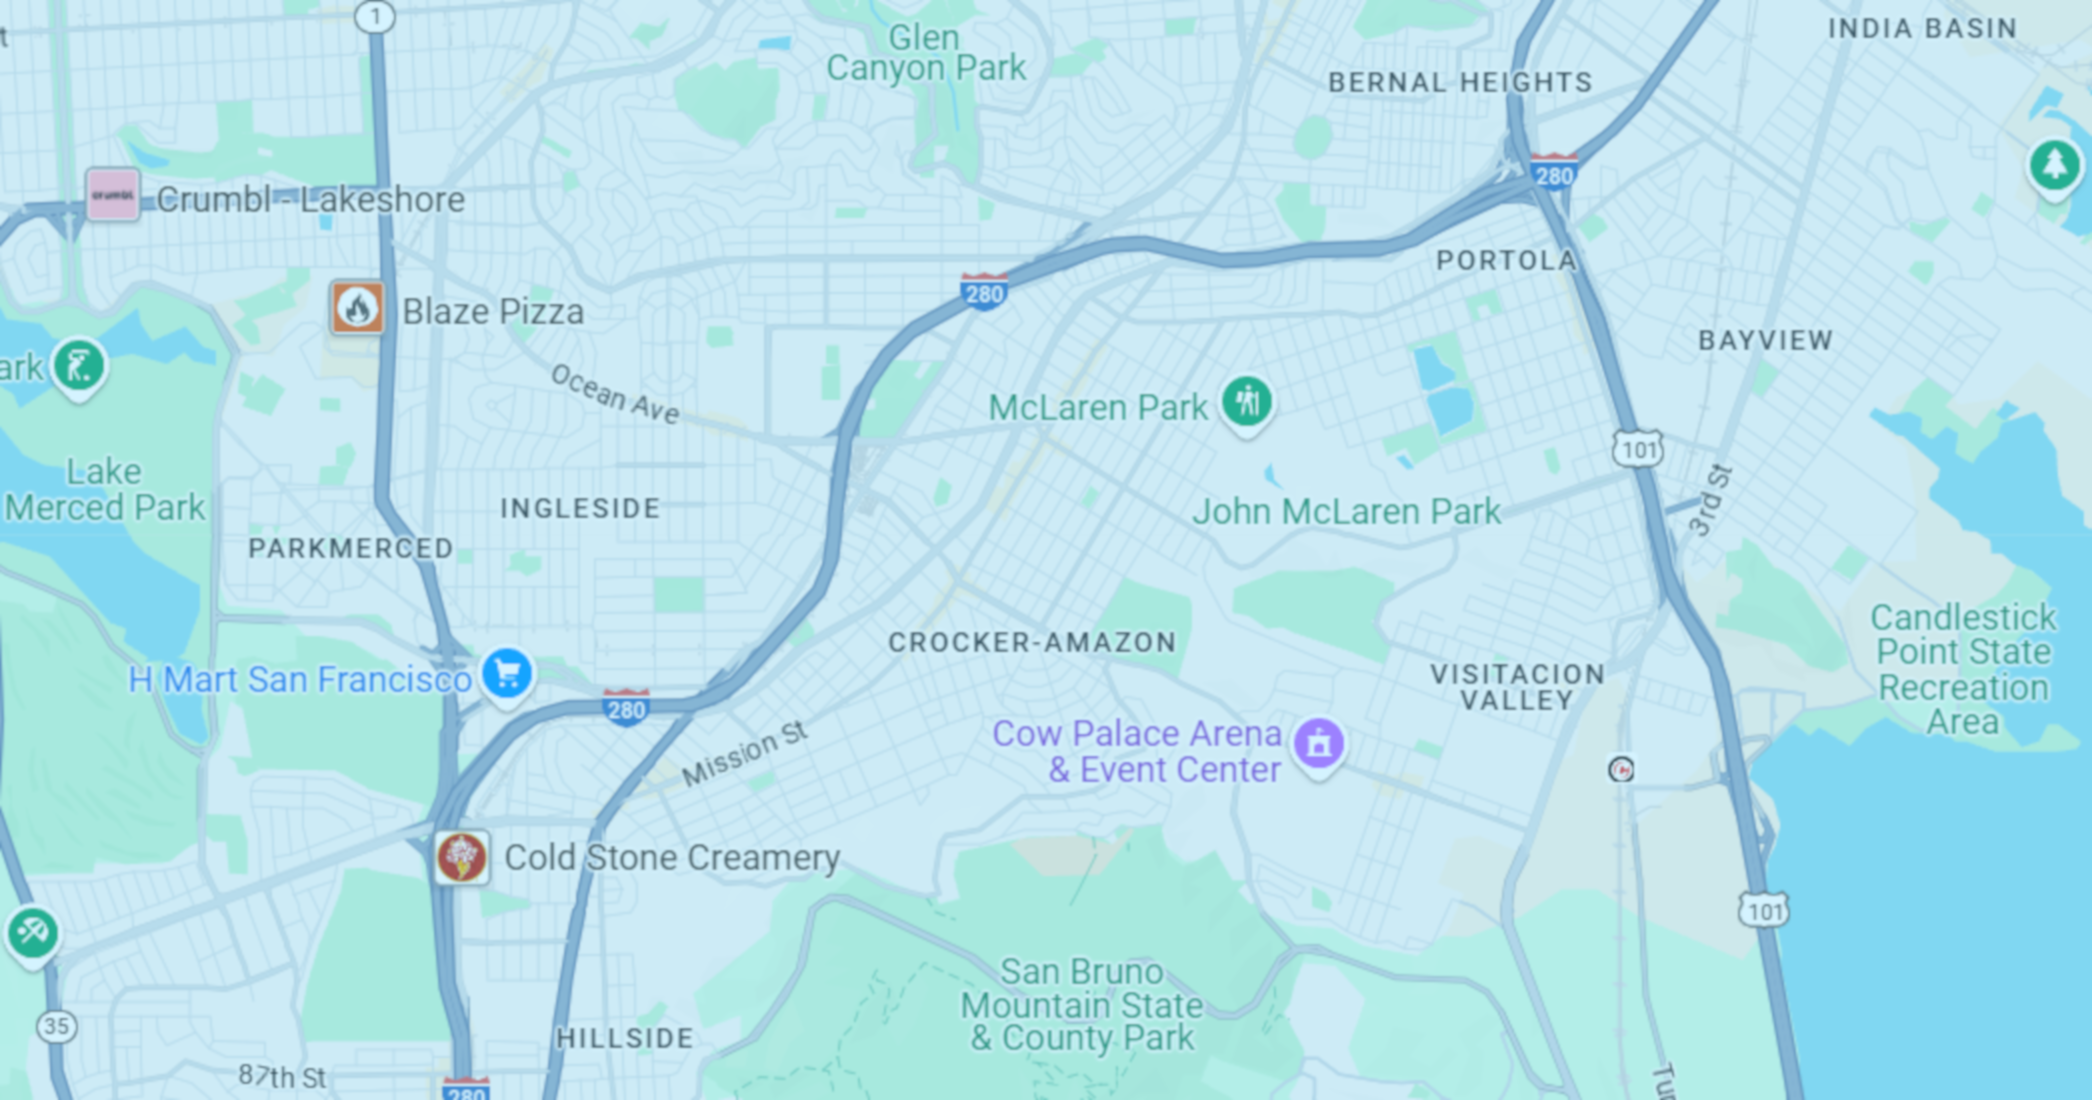 1
Glen
Canyon Park
INDIA BASIN
BERNAL HEIGHTS
280
crumbl
Crumbl - Lakeshore
PORTOLA
280
Blaze Pizza
BAYVIEW
ark
Ocean Ave
McLaren Park
101
Lake
Merced Park
INGLESIDE
John McLaren Park
3rd St
PARKMERCED
Candlestick
Point State
Recreation
Area
CROCKER-AMAZON
H Mart San Francisco
VISITACION
VALLEY
280
Mission St
Cow Palace Arena
& Event Center
Cold Stone Creamery
101
San Bruno
Mountain State
& County Park
35
HILLSIDE
87th St
280